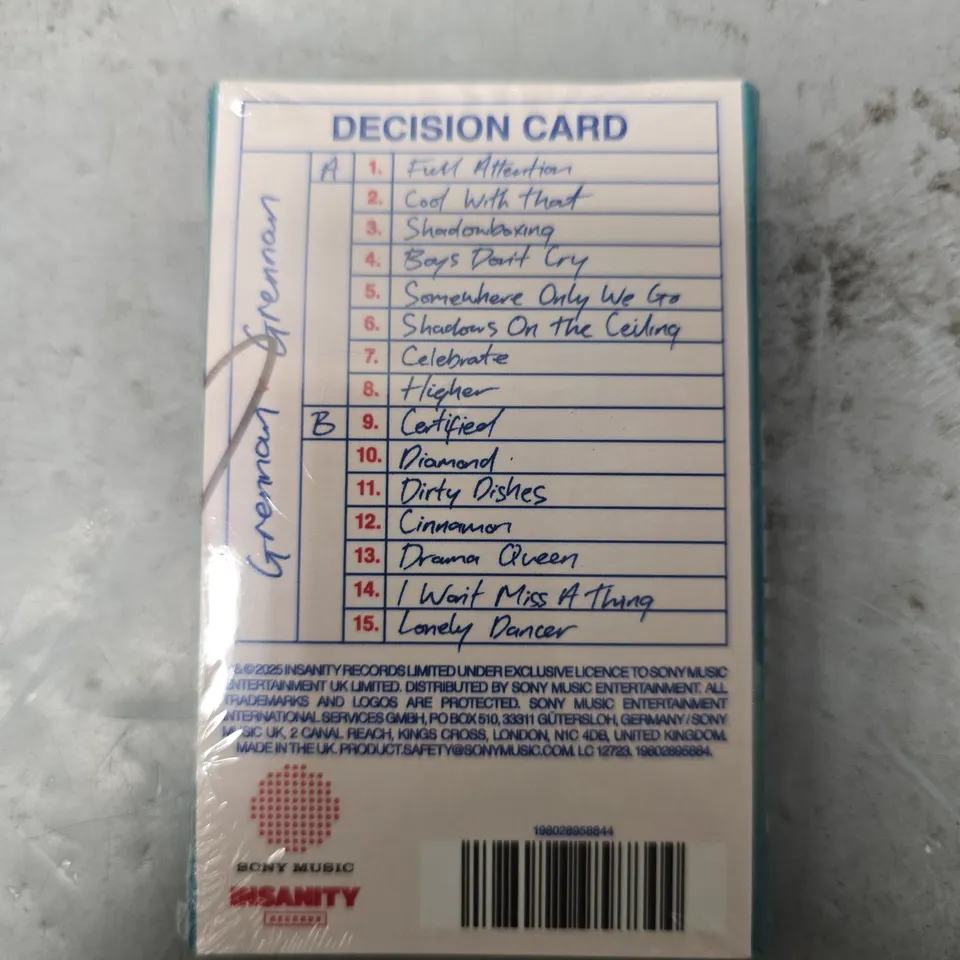 DECISION CARD
Grennan Grennan
A 1. Full Attention
2. Cool With That
3. Shadowboxing
4. Boys Don't Cry
5. Somewhere Only We Go
6. Shadows On The Ceiling
7. Celebrate
8. Higher
B 9. Certified
10. Diamond
11. Dirty Dishes
12. Cinnamon
13. Drama Queen
14. I Won't Miss A Thing
15. Lonely Dancer
& © 2025 INSANITY RECORDS LIMITED UNDER EXCLUSIVE LICENCE TO SONY MUSIC
ENTERTAINMENT UK LIMITED. DISTRIBUTED BY SONY MUSIC ENTERTAINMENT. ALL
TRADEMARKS AND LOGOS ARE PROTECTED. SONY MUSIC ENTERTAINMENT
INTERNATIONAL SERVICES GMBH, PO BOX 510, 33311 GÜTERSLOH, GERMANY / SONY
MUSIC UK, 2 CANAL REACH, KINGS CROSS, LONDON, N1C 4DB, UNITED KINGDOM.
MADE IN THE UK. PRODUCT.SAFETY@SONYMUSIC.COM. LC 12723. 19802895884.
198028958844
SONY MUSIC
INSANITY
RECORDS